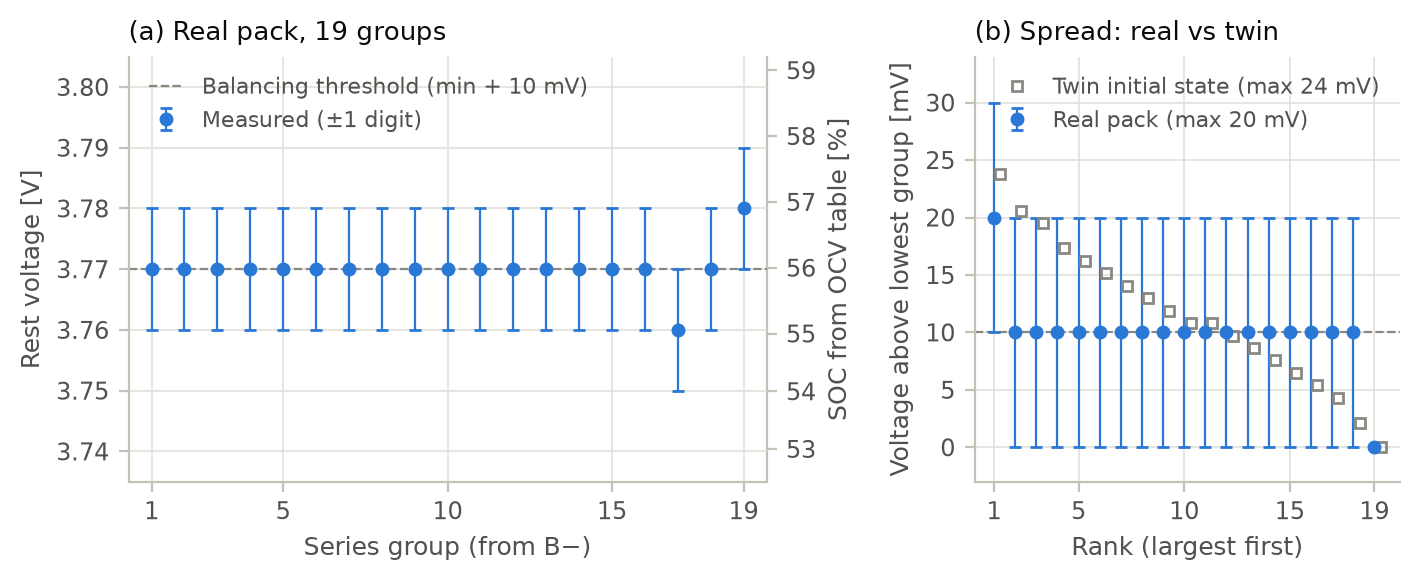 (a) Real pack, 19 groups
Balancing threshold (min + 10 mV)
Measured (±1 digit)
Rest voltage [V]
3.80
3.79
3.78
3.77
3.76
3.75
3.74
1
5
10
15
19
Series group (from B−)
59
58
57
56
55
54
53
SOC from OCV table [%]
(b) Spread: real vs twin
Twin initial state (max 24 mV)
Real pack (max 20 mV)
Voltage above lowest group [mV]
30
25
20
15
10
5
0
1
5
10
15
19
Rank (largest first)